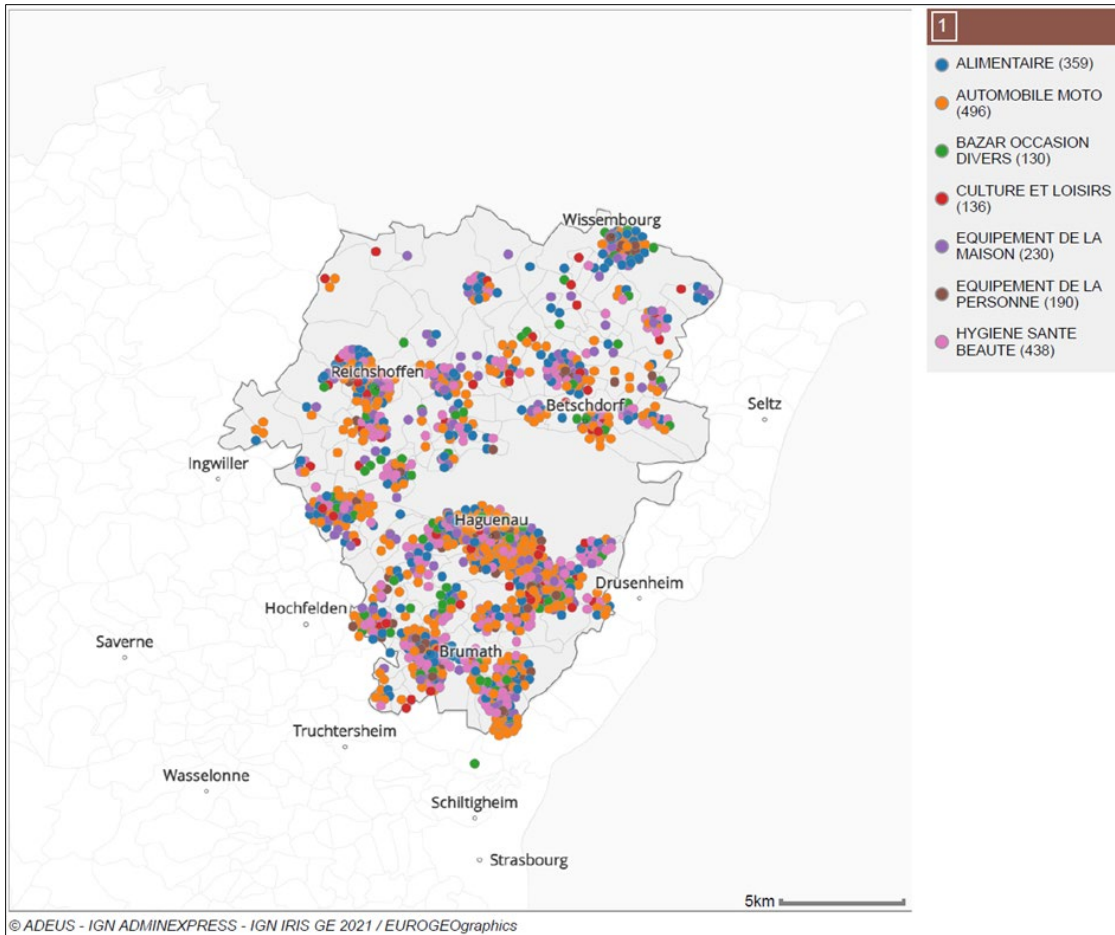 1
ALIMENTAIRE (359)
AUTOMOBILE MOTO
(496)
BAZAR OCCASION
DIVERS (130)
CULTURE ET LOISIRS
(136)
EQUIPEMENT DE LA
MAISON (230)
EQUIPEMENT DE LA
PERSONNE (190)
HYGIENE SANTE
BEAUTE (438)
Wissembourg
Reichshoffen
Betschdorf
Seltz
Ingwiller
Haguenau
Drusenheim
Hochfelden
Saverne
Brumath
Truchtersheim
Wasselonne
Schiltigheim
Strasbourg
5km
© ADEUS - IGN ADMINEXPRESS - IGN IRIS GE 2021 / EUROGEOgraphics